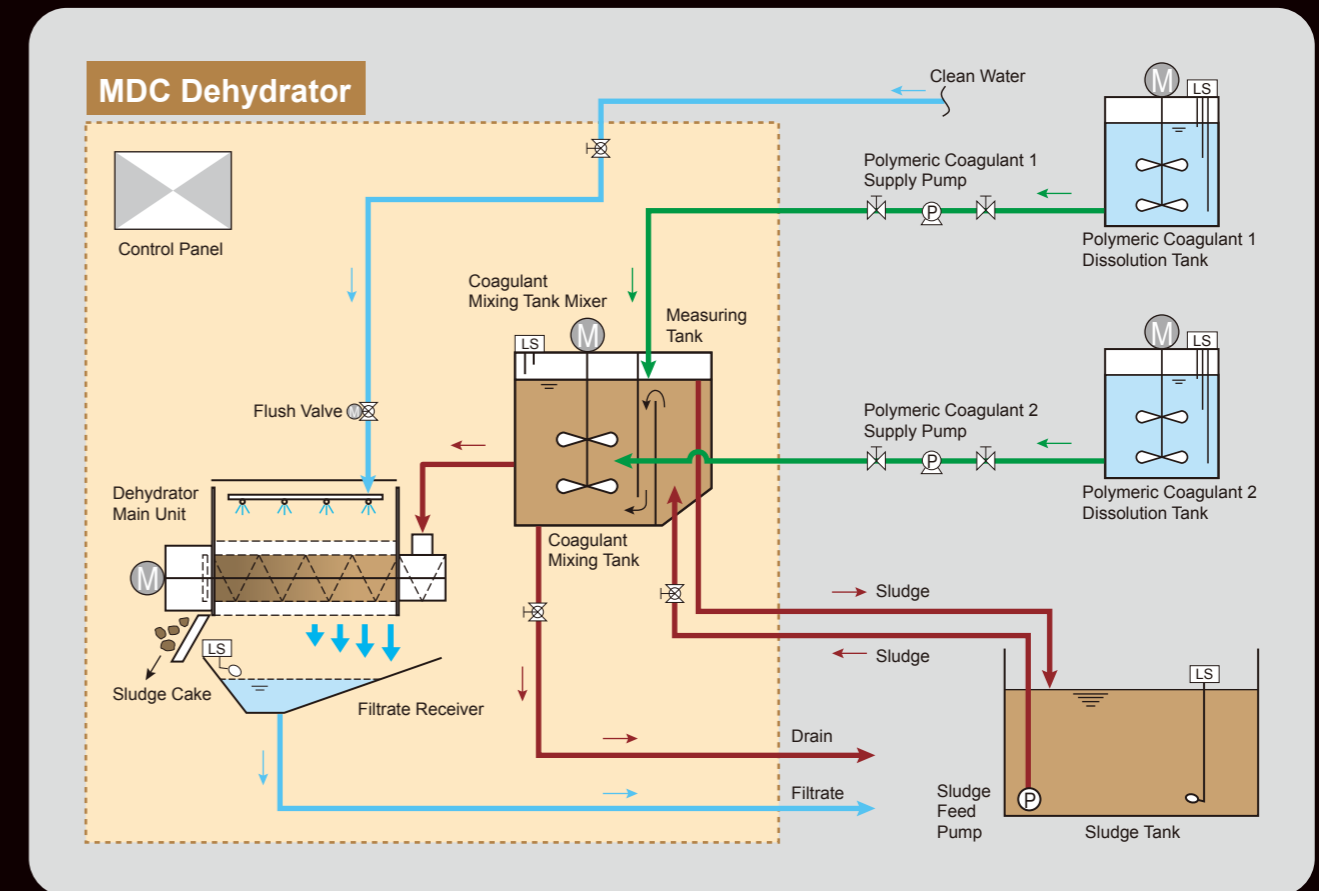 MDC Dehydrator
Clean Water
M
LS
Polymeric Coagulant 1
Supply Pump
P
Polymeric Coagulant 1
Dissolution Tank
Control Panel
Coagulant
Mixing Tank Mixer
Measuring
Tank
LS
M
M
LS
Flush Valve
M
Polymeric Coagulant 2
Supply Pump
P
Polymeric Coagulant 2
Dissolution Tank
Dehydrator
Main Unit
Coagulant
Mixing Tank
M
Sludge
Sludge
LS
Sludge Cake
Filtrate Receiver
LS
Drain
Filtrate
Sludge
Feed
Pump
P
Sludge Tank